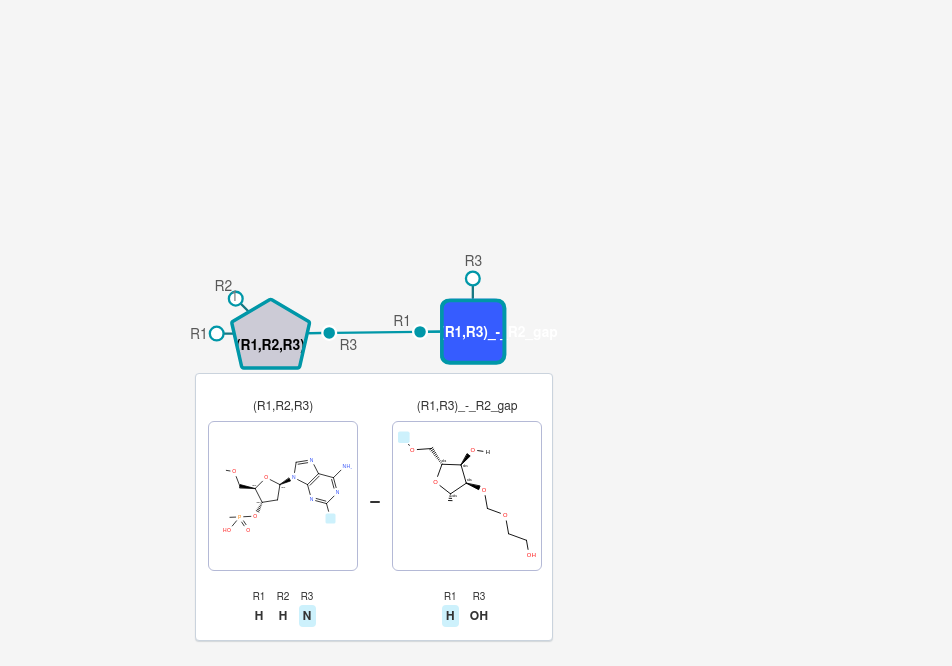 R3
R2
R1
R3
R1
(R1,R2,R3)
R1,R3)_-_R2_gap
(R1,R2,R3)
(R1,R3)_-_R2_gap
O
O
N
N
N
N
NH
O
P
HO
O
O
O
H
O
O
O
OH
–
R1 R2 R3
H H N
R1 R3
H OH